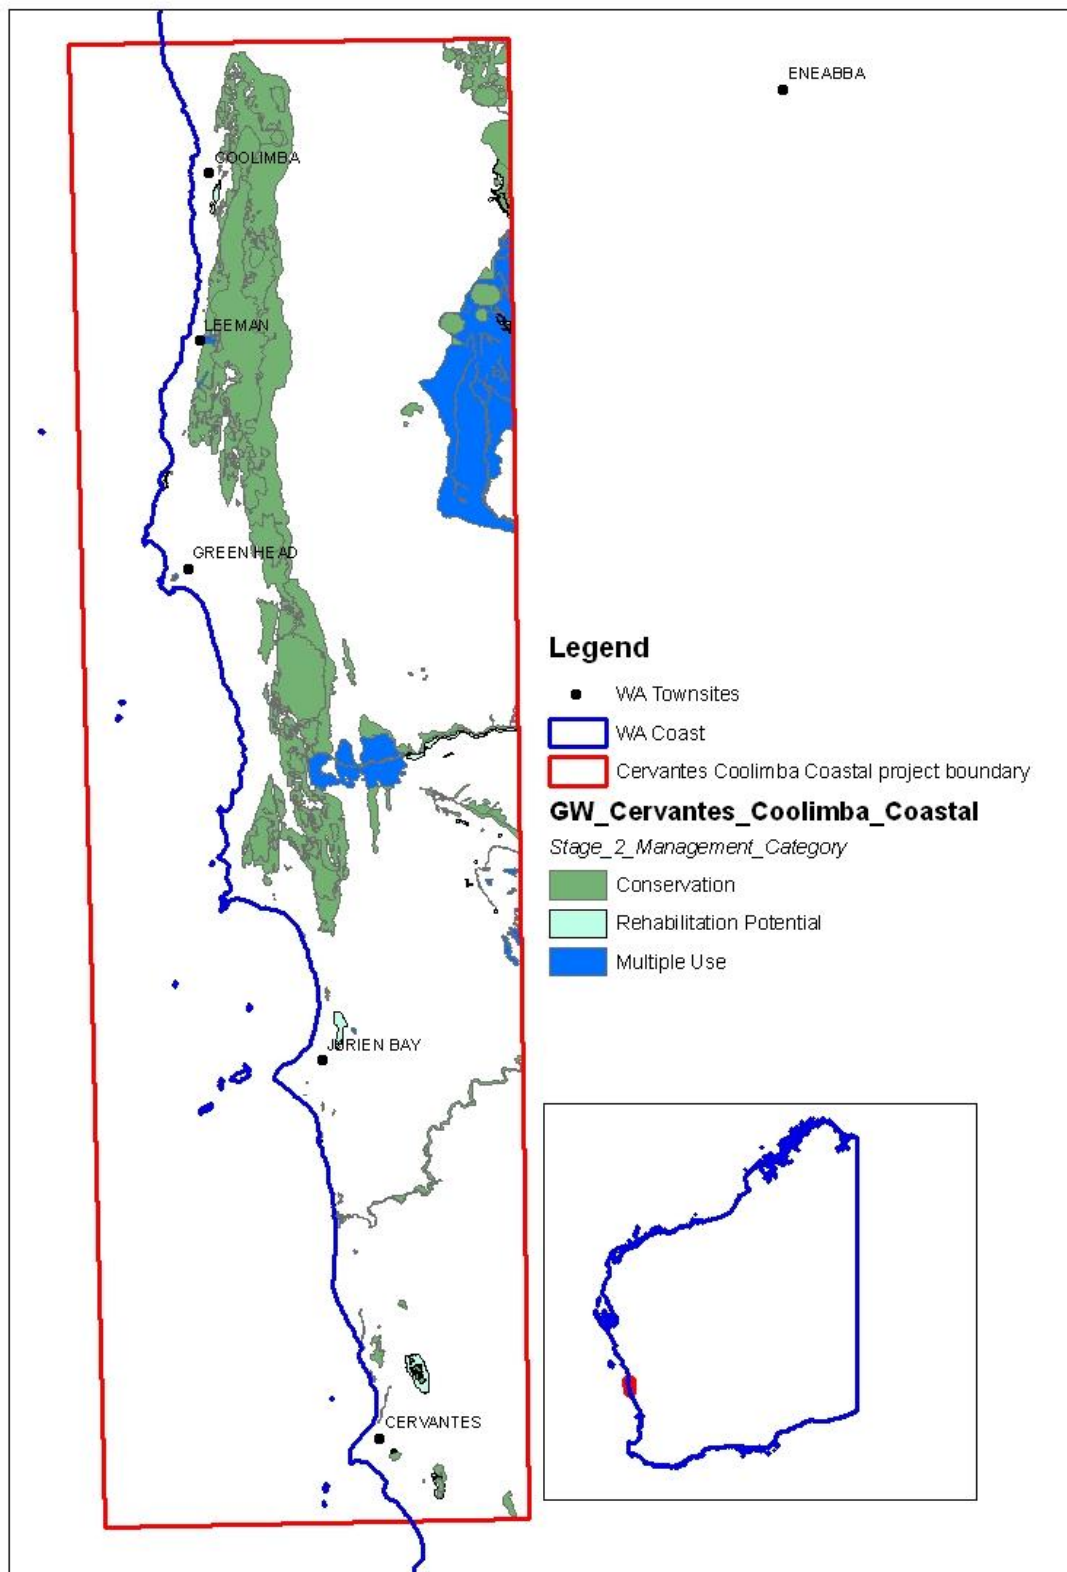 ENEABBA
COOLIMBA
LEEMAN
GREEN HEAD
Legend
WA Townsites
WA Coast
Cervantes Coolimba Coastal project boundary
GW_Cervantes_Coolimba_Coastal
Stage_2_Management_Category
Conservation
Rehabilitation Potential
Multiple Use
JURIEN BAY
CERVANTES